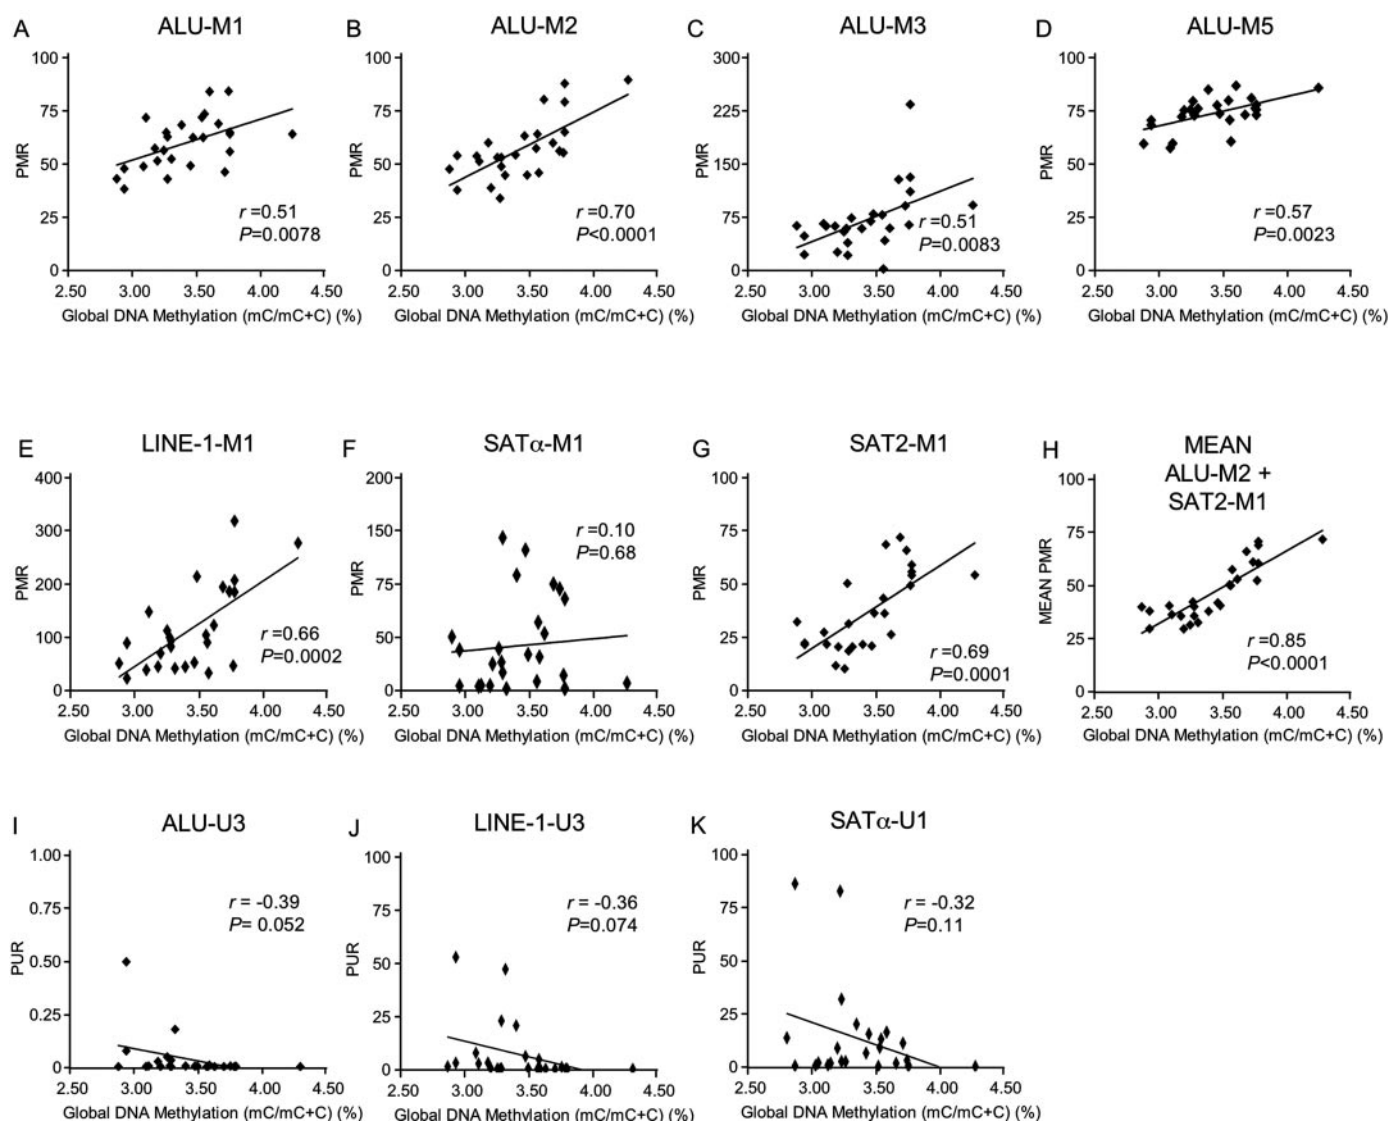 A ALU-M1
100
75
50
25
0
PMR
r =0.51
P=0.0078
2.50 3.00 3.50 4.00 4.50
Global DNA Methylation (mC/mC+C) (%)
B ALU-M2
100
75
50
25
0
PMR
r =0.70
P<0.0001
2.50 3.00 3.50 4.00 4.50
Global DNA Methylation (mC/mC+C) (%)
C ALU-M3
300
225
150
75
0
PMR
r =0.51
P=0.0083
2.50 3.00 3.50 4.00 4.50
Global DNA Methylation (mC/mC+C) (%)
D ALU-M5
100
75
50
25
0
PMR
r =0.57
P=0.0023
2.50 3.00 3.50 4.00 4.50
Global DNA Methylation (mC/mC+C) (%)
E LINE-1-M1
400
300
200
100
0
PMR
r =0.66
P=0.0002
2.50 3.00 3.50 4.00 4.50
Global DNA Methylation (mC/mC+C) (%)
F SATα-M1
200
150
75
50
0
PMR
r=0.10
P=0.68
2.50 3.00 3.50 4.00 4.50
Global DNA Methylation (mC/mC+C) (%)
G SAT2-M1
100
75
50
25
0
PMR
r =0.69
P=0.0001
2.50 3.00 3.50 4.00 4.50
Global DNA Methylation (mC/mC+C) (%)
H MEAN
ALU-M2 +
SAT2-M1
100
75
50
25
0
MEAN PMR
r =0.85
P<0.0001
2.50 3.00 3.50 4.00 4.50
Global DNA Methylation (mC/mC+C) (%)
I ALU-U3
1.00
0.75
0.50
0.25
0
PUR
r = -0.39
P= 0.052
2.50 3.00 3.50 4.00 4.50
Global DNA Methylation (mC/mC+C) (%)
J LINE-1-U3
100
75
50
25
0
PUR
r = -0.36
P=0.074
2.50 3.00 3.50 4.00 4.50
Global DNA Methylation (mC/mC+C) (%)
K SATα-U1
100
75
50
25
0
PUR
r = -0.32
P=0.11
2.50 3.00 3.50 4.00 4.50
Global DNA Methylation (mC/mC+C) (%)